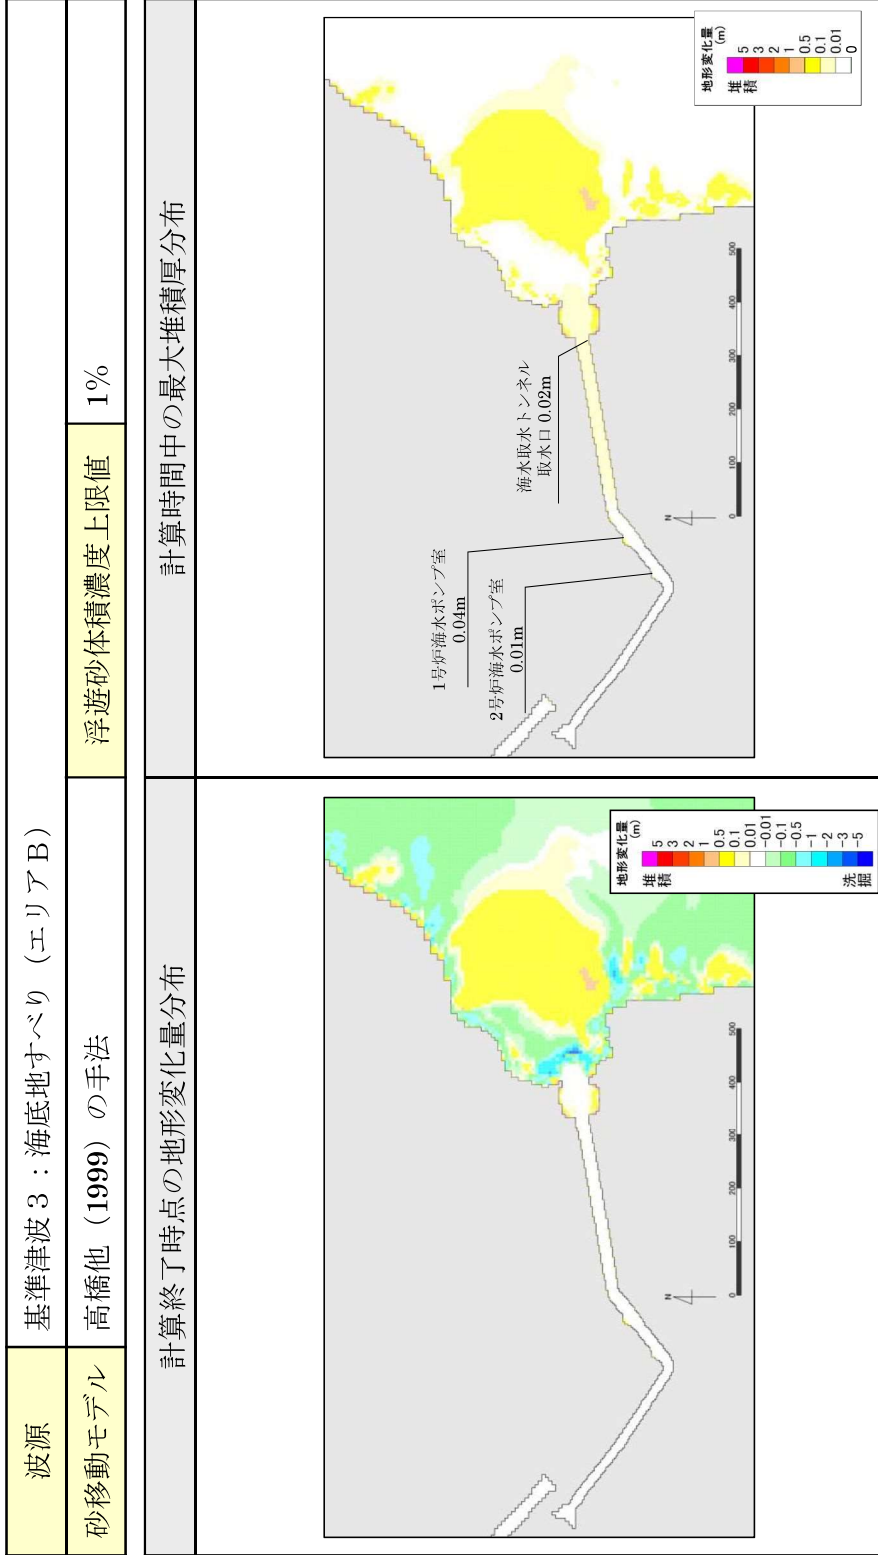 波源
基準津波3：海底地すべり（エリアB）
砂移動モデル
高橋他（1999）の手法
浮遊砂体積濃度上限値
1%
計算終了時点の地形変化量分布
計算時間中の最大堆積厚分布
N
0
100
200
300
400
500
地形変化量
(m)
堆積
5
3
2
1
0.5
0.1
0.01
-0.01
-0.1
-0.5
-1
-2
-3
-5
洗掘
1号炉海水ポンプ室
0.04m
2号炉海水ポンプ室
0.01m
海水取水トンネル
取水口 0.02m
N
0
100
200
300
400
500
地形変化量
(m)
堆積
5
3
2
1
0.5
0.1
0.01
0